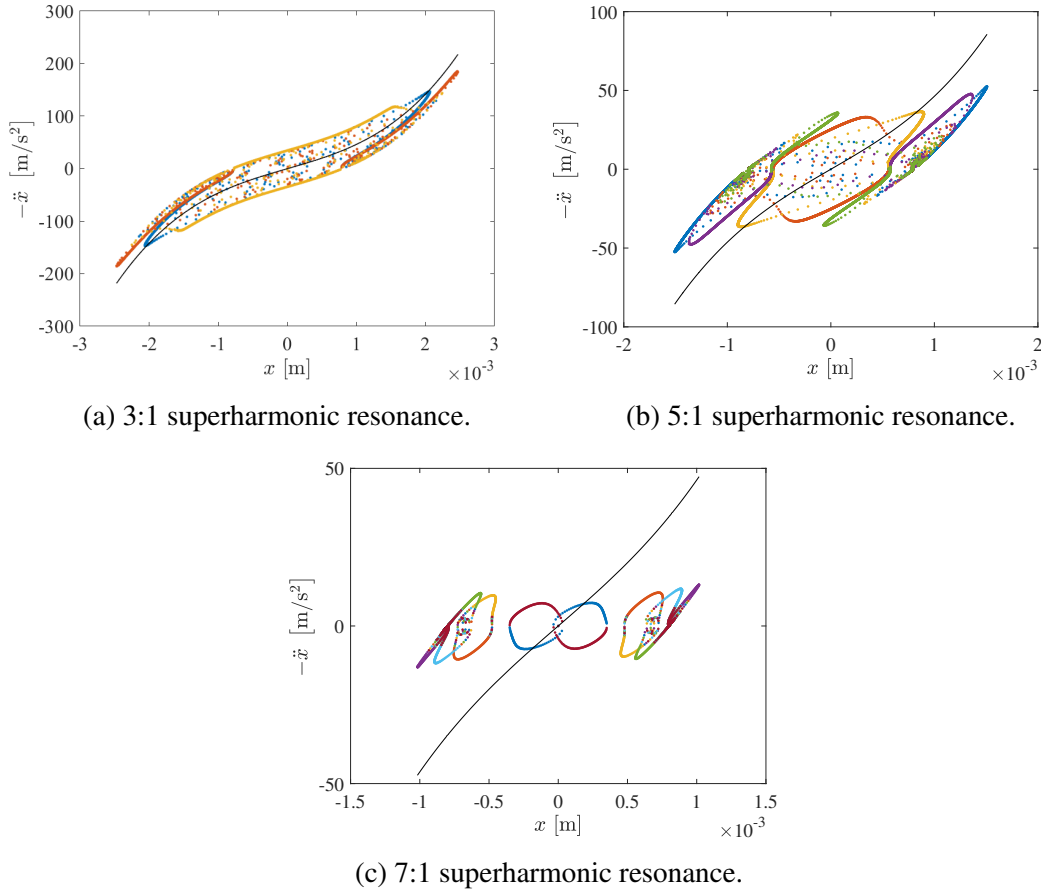 300
200
100
0
-100
-200
-300
-3 -2 -1 0 1 2 3
−ẍ [m/s²]
x [m] ×10⁻³
(a) 3:1 superharmonic resonance.
100
50
0
-50
-100
-2 -1 0 1 2
−ẍ [m/s²]
x [m] ×10⁻³
(b) 5:1 superharmonic resonance.
50
0
-50
-1.5 -1 -0.5 0 0.5 1 1.5
−ẍ [m/s²]
x [m] ×10⁻³
(c) 7:1 superharmonic resonance.